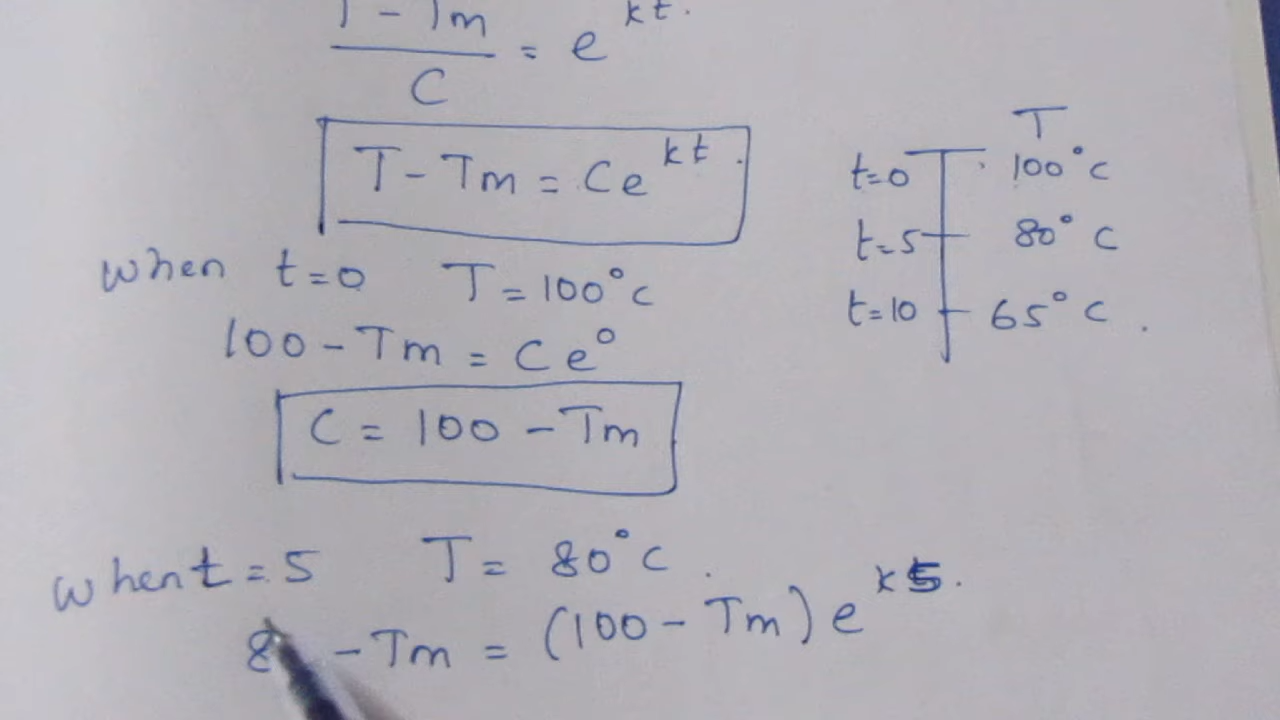 T - Tm / C = e^kt.
T - Tm = Ce^kt.
when t=0 T = 100°c
100 - Tm = Ce^0
C = 100 - Tm
when t = 5 T = 80°c.
8 - Tm = (100 - Tm) e^k5.
T
t=0 100°c
t=5 80°c
t=10 65°c.